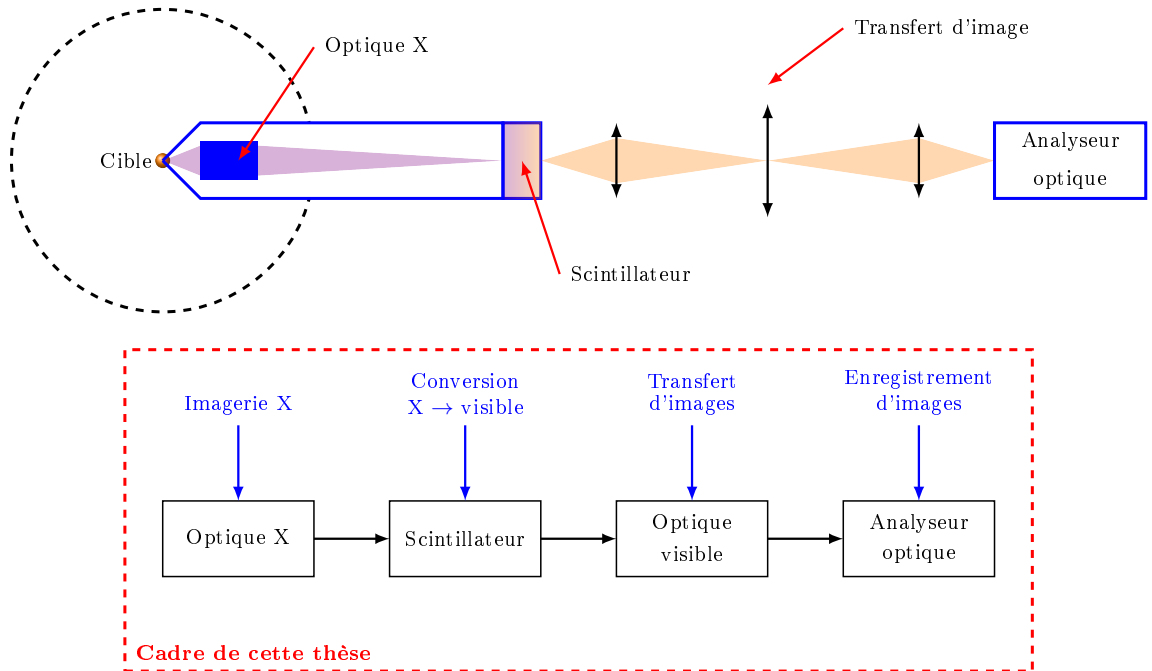 Transfert d'image
Optique X
Cible
Analyseur
optique
Scintillateur
Imagerie X
Conversion
X → visible
Transfert
d'images
Enregistrement
d'images
Optique X
Scintillateur
Optique
visible
Analyseur
optique
Cadre de cette thèse